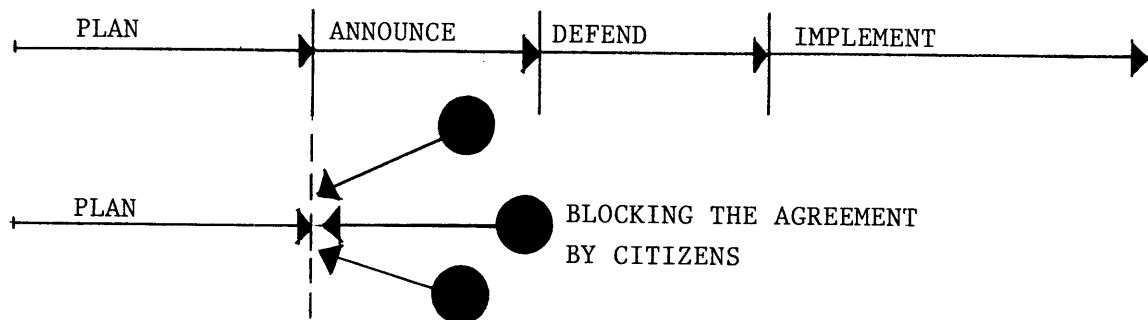 PLAN
ANNOUNCE
DEFEND
IMPLEMENT
PLAN
BLOCKING THE AGREEMENT
BY CITIZENS